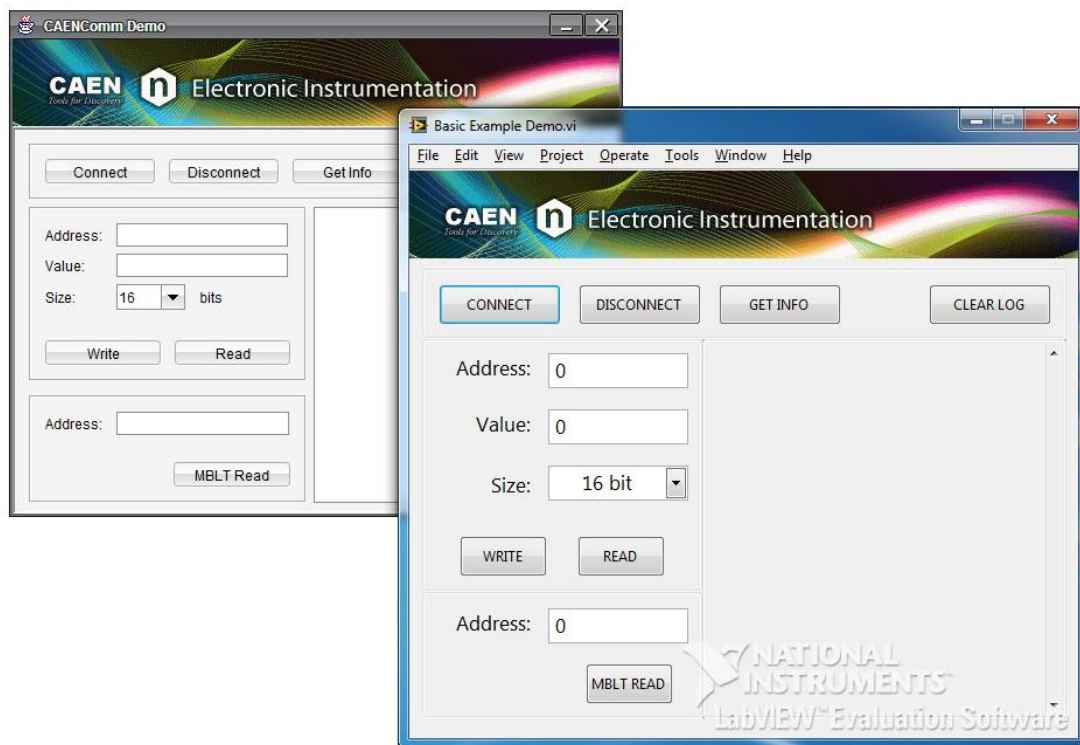 CAENComm Demo
CAEN n Electronic Instrumentation
Tools for Discovery
Connect Disconnect Get Info
Address:
Value:
Size: 16 bits
Write Read
Address:
MBLT Read
Basic Example Demo.vi
File Edit View Project Operate Tools Window Help
CAEN n Electronic Instrumentation
Tools for Discovery
CONNECT DISCONNECT GET INFO CLEAR LOG
Address: 0
Value: 0
Size: 16 bit
WRITE READ
Address: 0
MBLT READ
NATIONAL
INSTRUMENTS™
LabVIEW™ Evaluation Software